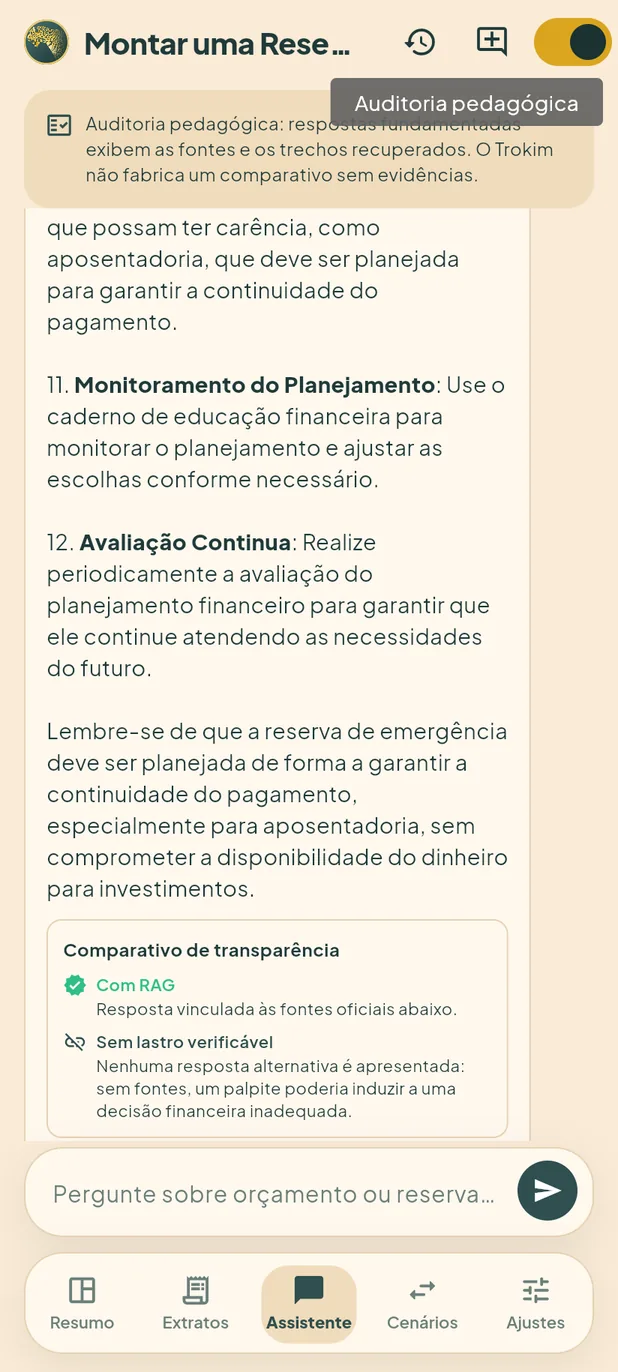 Montar uma Rese...
Auditoria pedagógica
Auditoria pedagógica: respostas fundamentadas
exibem as fontes e os trechos recuperados. O Trokim
não fabrica um comparativo sem evidências.
que possam ter carência, como
aposentadoria, que deve ser planejada
para garantir a continuidade do
pagamento.
11. Monitoramento do Planejamento: Use o
caderno de educação financeira para
monitorar o planejamento e ajustar as
escolhas conforme necessário.
12. Avaliação Continua: Realize
periodicamente a avaliação do
planejamento financeiro para garantir que
ele continue atendendo as necessidades
do futuro.
Lembre-se de que a reserva de emergência
deve ser planejada de forma a garantir a
continuidade do pagamento,
especialmente para aposentadoria, sem
comprometer a disponibilidade do dinheiro
para investimentos.
Comparativo de transparência
Com RAG
Resposta vinculada às fontes oficiais abaixo.
Sem lastro verificável
Nenhuma resposta alternativa é apresentada:
sem fontes, um palpite poderia induzir a uma
decisão financeira inadequada.
Pergunte sobre orçamento ou reserva...
Resumo
Extratos
Assistente
Cenários
Ajustes